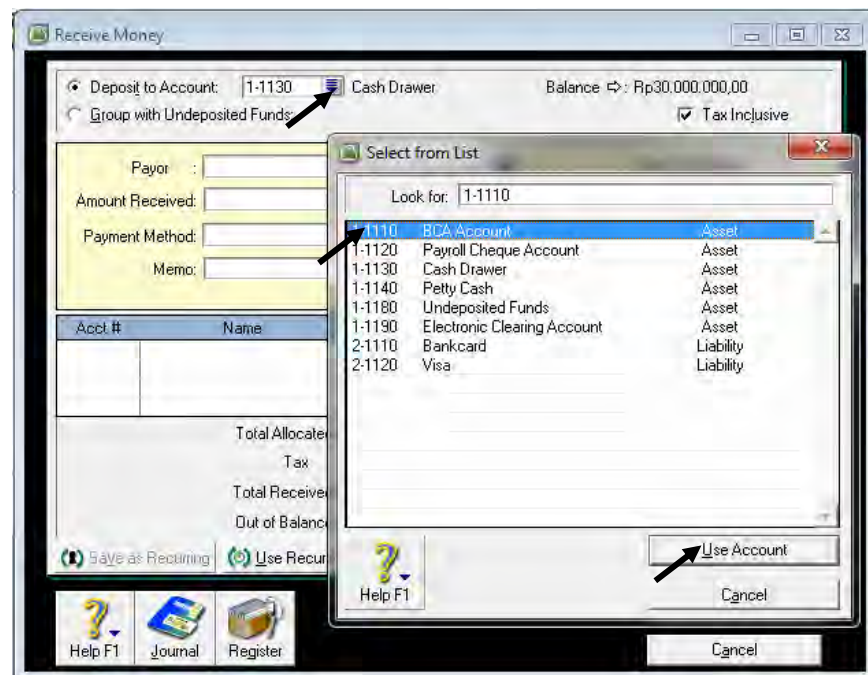 Receive Money
Deposit to Account: 1-1130 Cash Drawer Balance ⇨: Rp30.000.000,00
Group with Undeposited Funds: Tax Inclusive
Payor :
Amount Received:
Payment Method:
Memo:
Acct # Name
Total Allocate
Tax
Total Receive
Out of Balanc
Save as Recurring Use Recur
Help F1 Journal Register Cancel
Select from List
Look for: 1-1110
1-1110 BCA Account Asset
1-1120 Payroll Cheque Account Asset
1-1130 Cash Drawer Asset
1-1140 Petty Cash Asset
1-1180 Undeposited Funds Asset
1-1190 Electronic Clearing Account Asset
2-1110 Bankcard Liability
2-1120 Visa Liability
Use Account
Help F1 Cancel